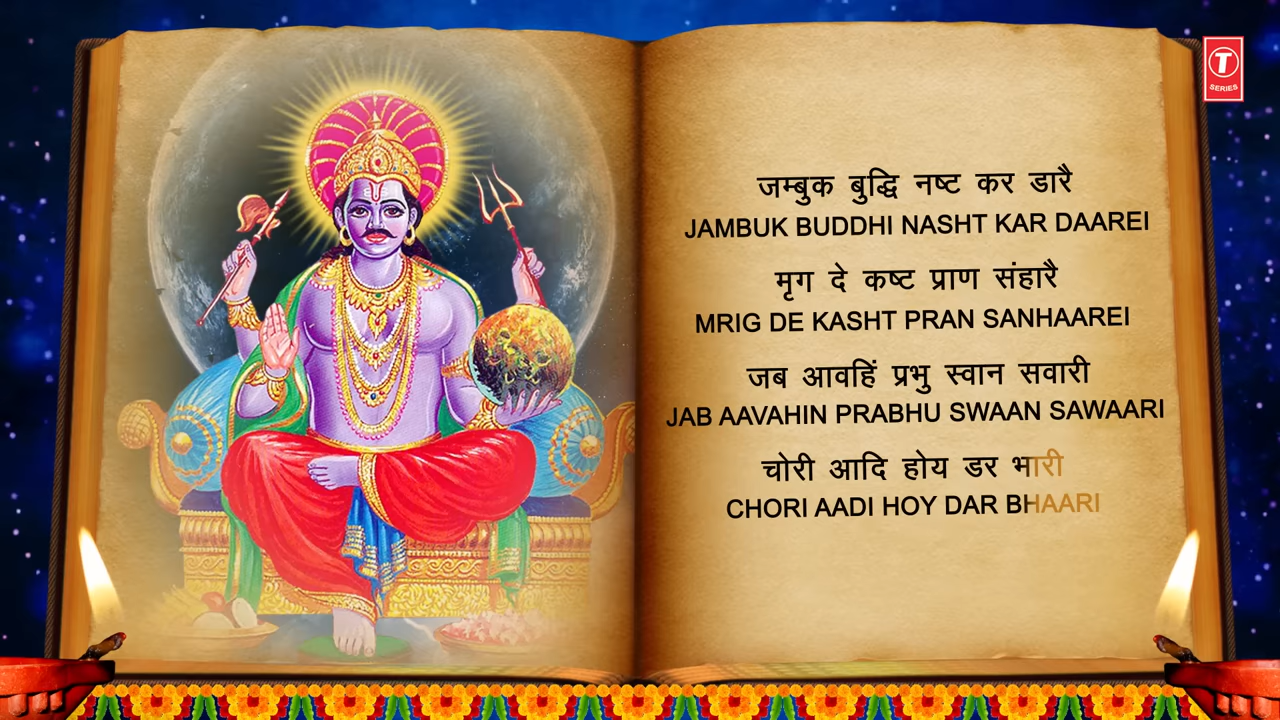 जम्बुक बुद्धि नष्ट कर डारै
JAMBUK BUDDHI NASHT KAR DAAREI
मृग दे कष्ट प्राण संहारै
MRIG DE KASHT PRAN SANHAAREI
जब आवहिं प्रभु स्वान सवारी
JAB AAVAHIN PRABHU SWAAN SAWAARI
चोरी आदि होय डर भारी
CHORI AADI HOY DAR BHAARI
T
SERIES